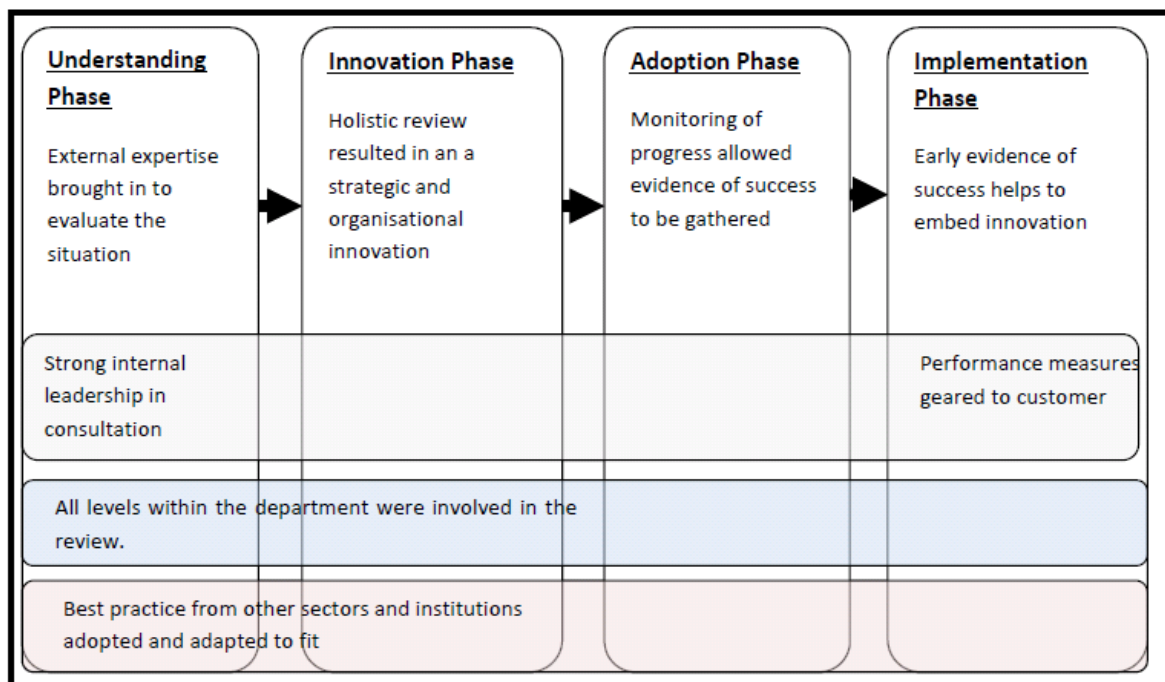 Understanding
Phase
External expertise
brought in to
evaluate the
situation
Innovation Phase
Holistic review
resulted in an a
strategic and
organisational
innovation
Adoption Phase
Monitoring of
progress allowed
evidence of success
to be gathered
Implementation
Phase
Early evidence of
success helps to
embed innovation
Strong internal
leadership in
consultation
Performance measures
geared to customer
All levels within the department were involved in the
review.
Best practice from other sectors and institutions
adopted and adapted to fit